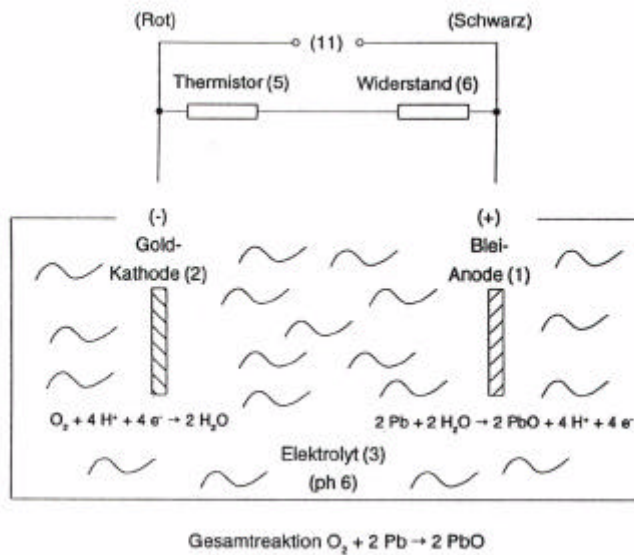 (Rot) (Schwarz)
(11)
Thermistor (5) Widerstand (6)
(-) (+)
Gold- Blei-
Kathode (2) Anode (1)
O₂ + 4 H⁺ + 4 e⁻ → 2 H₂O 2 Pb + 2 H₂O → 2 PbO + 4 H⁺ + 4 e⁻
Elektrolyt (3)
(ph 6)
Gesamtreaktion O₂ + 2 Pb → 2 PbO